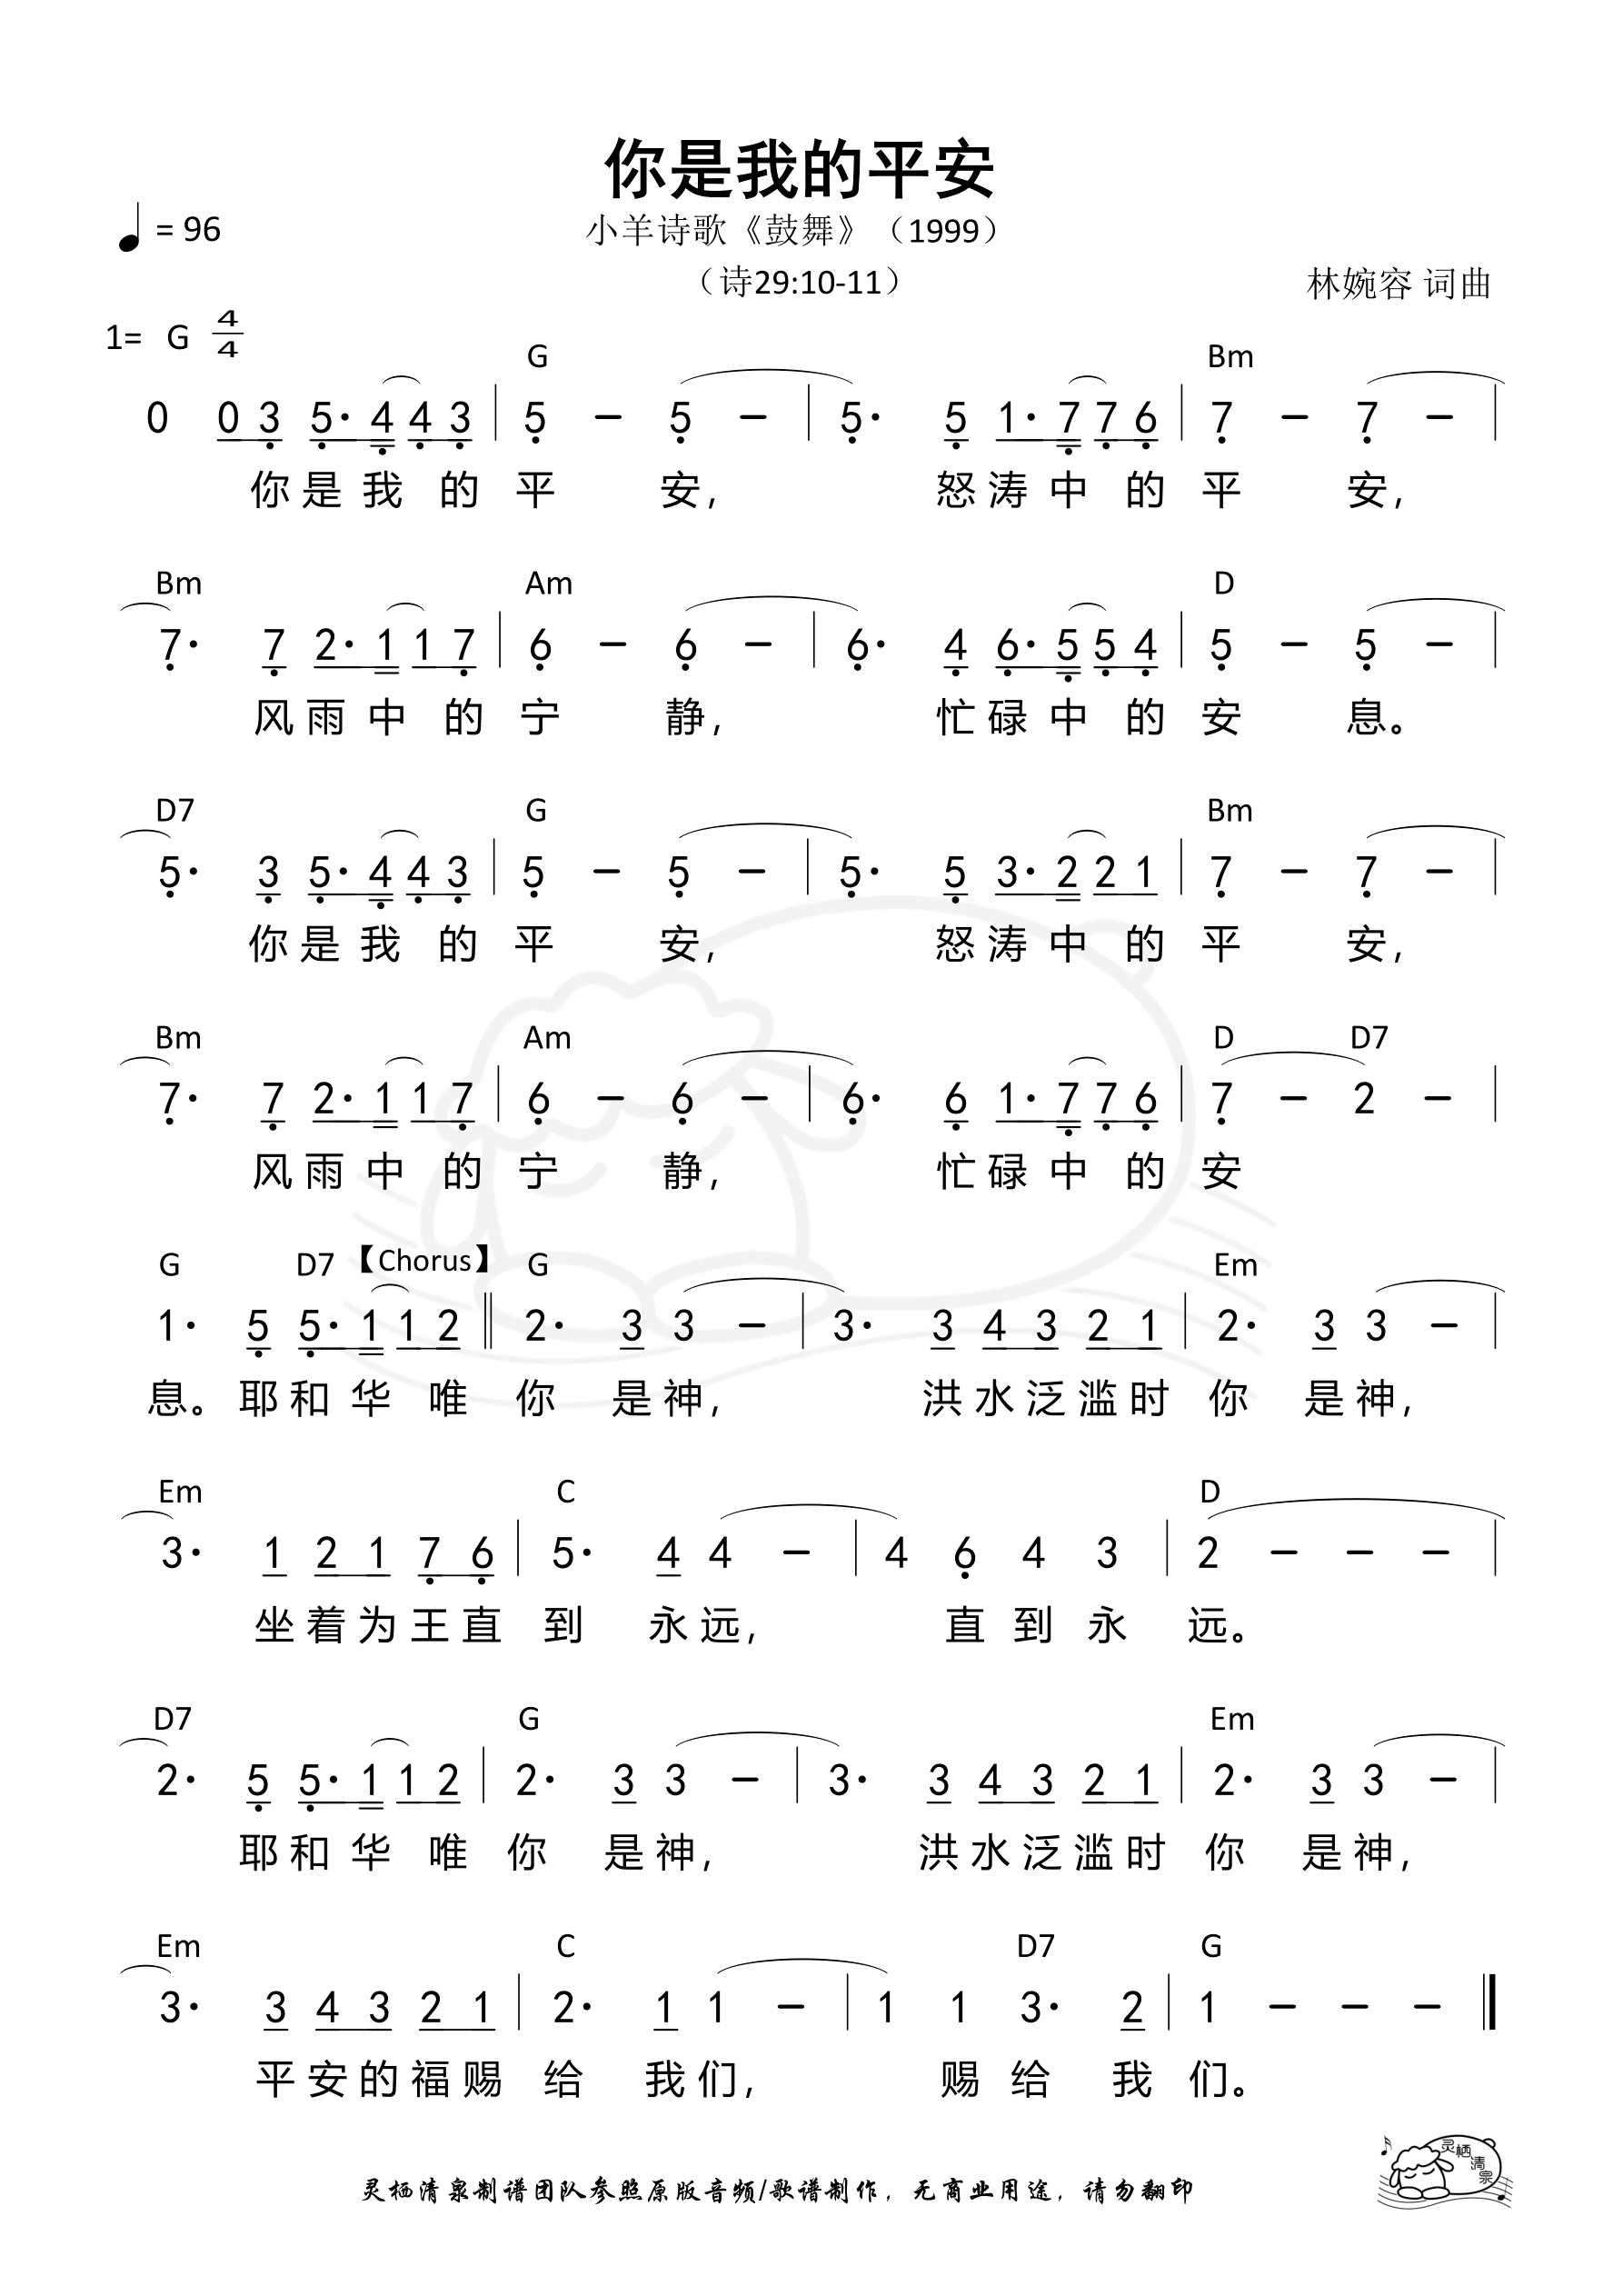 你是我的平安
♩= 96
小羊诗歌《鼓舞》（1999）
（诗29:10-11）
林婉容 词曲
1= G 4/4
G Bm
0 0 3 5· 4 4 3 | 5 － 5 － | 5· 5 1· 7 7 6 | 7 － 7 － |
你是我的平安， 怒涛中的平安，
Bm Am D
7· 7 2· 1 1 7 | 6 － 6 － | 6· 4 6· 5 5 4 | 5 － 5 － |
风雨中的宁静， 忙碌中的安息。
D7 G Bm
5· 3 5· 4 4 3 | 5 － 5 － | 5· 5 3· 2 2 1 | 7 － 7 － |
你是我的平安， 怒涛中的平安，
Bm Am D D7
7· 7 2· 1 1 7 | 6 － 6 － | 6· 6 1· 7 7 6 | 7 － 2 － |
风雨中的宁静， 忙碌中的安
G D7 【Chorus】 G Em
1· 5 5· 1 1 2 ‖ 2· 3 3 － | 3· 3 4 3 2 1 | 2· 3 3 － |
息。耶和华唯你是神， 洪水泛滥时你是神，
Em C D
3· 1 2 1 7 6 | 5· 4 4 － | 4 6 4 3 | 2 － － － |
坐着为王直到永远， 直到永远。
D7 G Em
2· 5 5· 1 1 2 | 2· 3 3 － | 3· 3 4 3 2 1 | 2· 3 3 － |
耶和华唯你是神， 洪水泛滥时你是神，
Em C D7 G
3· 3 4 3 2 1 | 2· 1 1 － | 1 1 3· 2 | 1 － － － ‖
平安的福赐给我们， 赐给我们。
灵栖清泉
灵栖清泉制谱团队参照原版音频/歌谱制作，无商业用途，请勿翻印